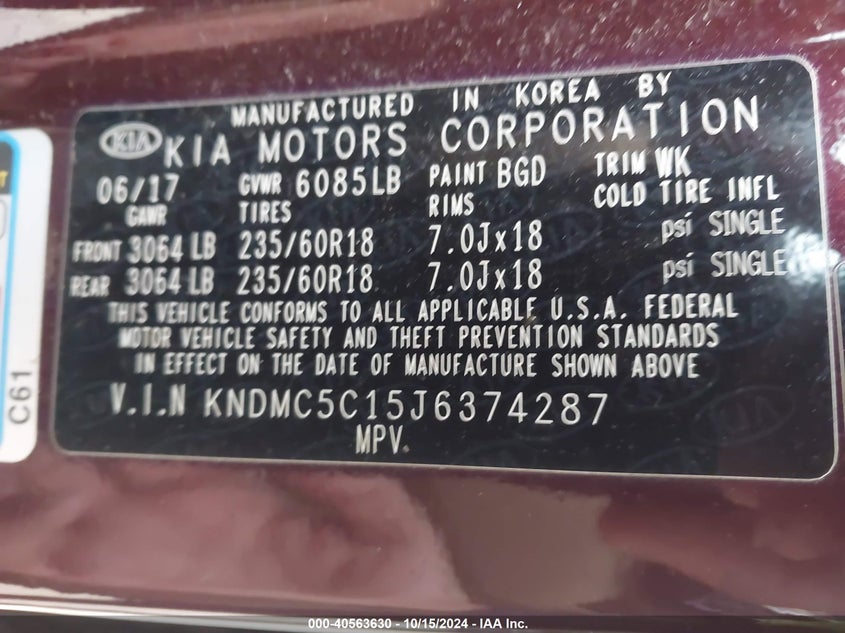 MANUFACTURED IN KOREA BY
KIA KIA MOTORS CORPORATION
06/17 GVWR 6085LB PAINT BGD TRIM WK
GAWR TIRES RIMS COLD TIRE INFL
FRONT 3064 LB 235/60R18 7.0Jx18 psi SINGLE
REAR 3064 LB 235/60R18 7.0Jx18 psi SINGLE
THIS VEHICLE CONFORMS TO ALL APPLICABLE U.S.A. FEDERAL
MOTOR VEHICLE SAFETY AND THEFT PREVENTION STANDARDS
IN EFFECT ON THE DATE OF MANUFACTURE SHOWN ABOVE
V.I.N KNDMC5C15J6374287
MPV
C61
000-40563630 - 10/15/2024 - IAA Inc.